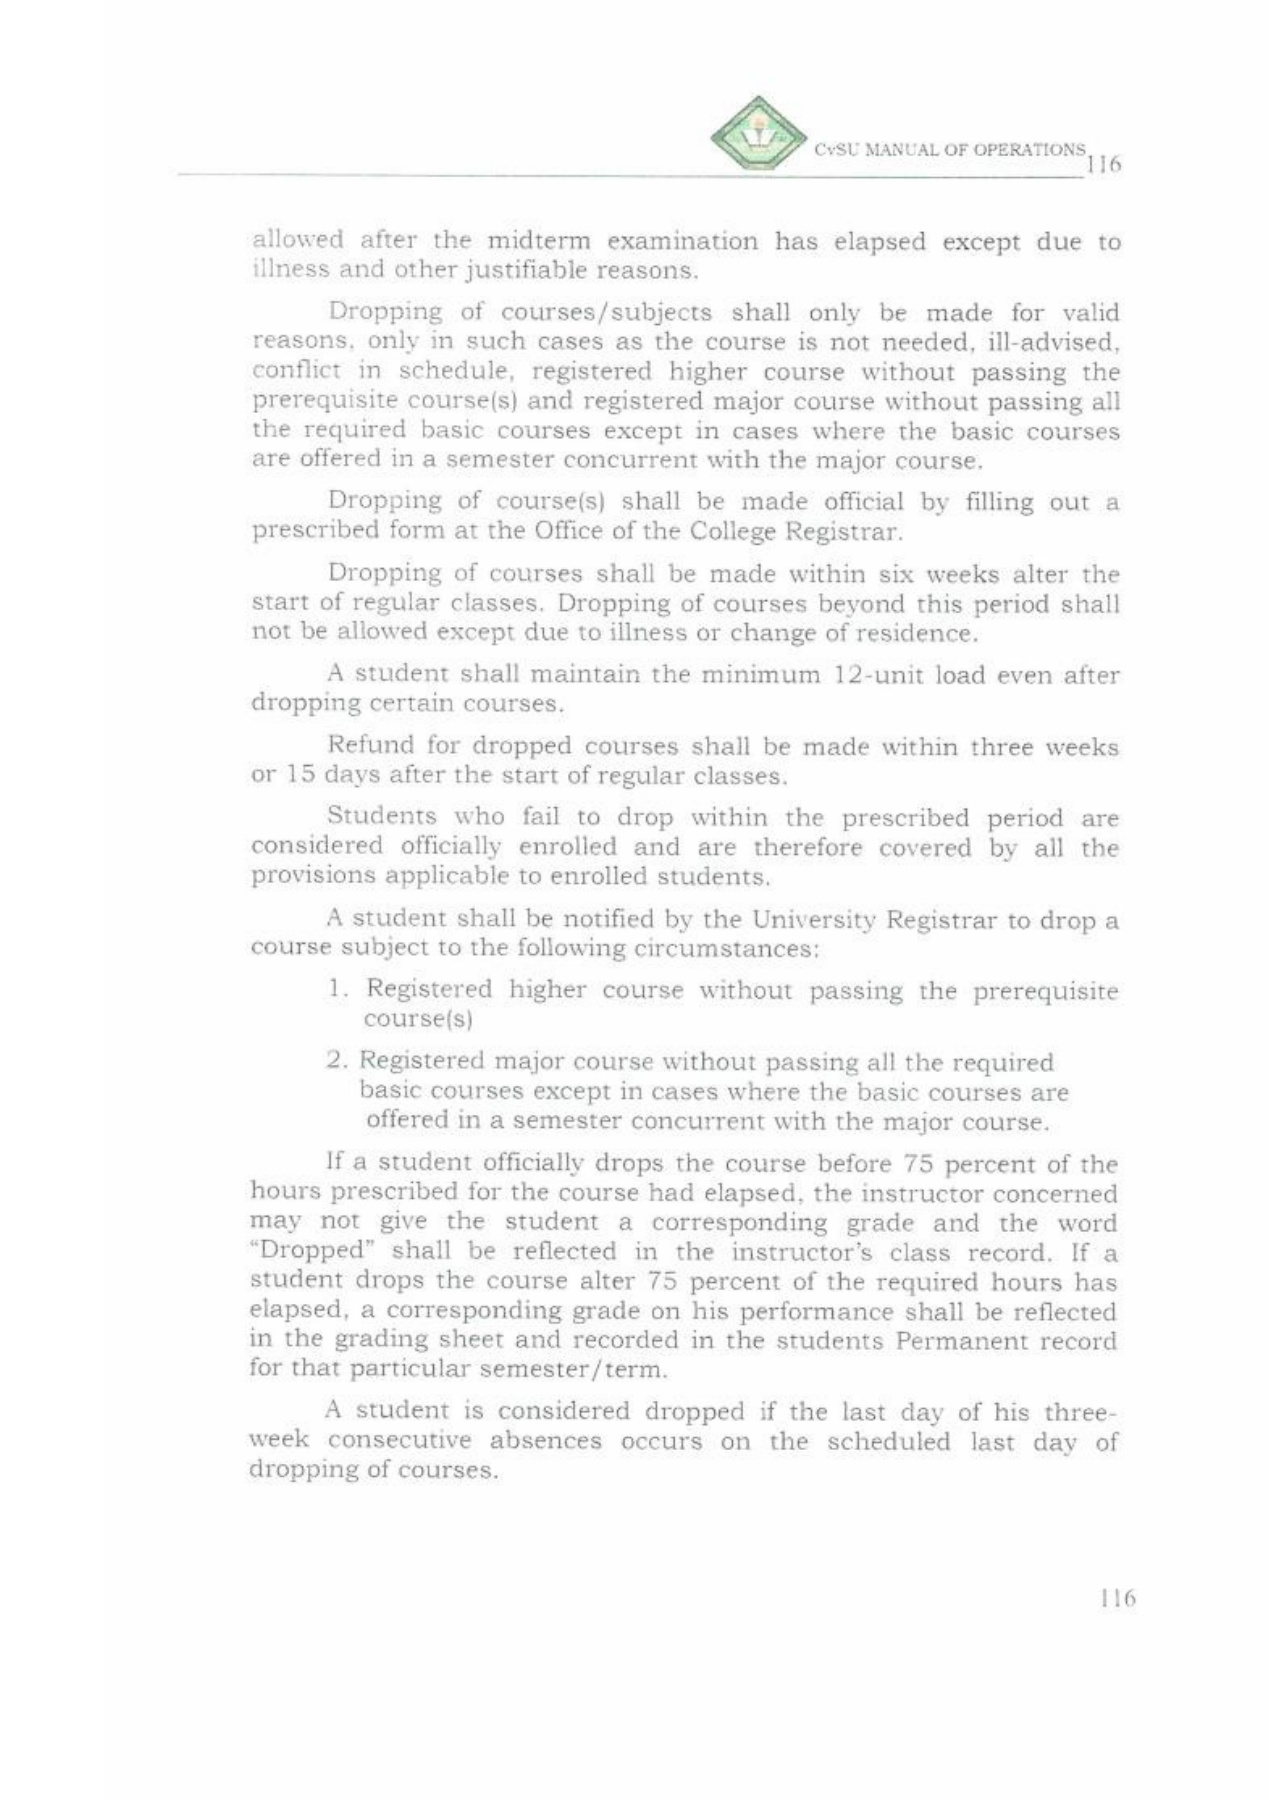 CvSU MANUAL OF OPERATIONS
116
allowed after the midterm examination has elapsed except due to
illness and other justifiable reasons.
Dropping of courses/subjects shall only be made for valid
reasons, only in such cases as the course is not needed, ill-advised,
conflict in schedule, registered higher course without passing the
prerequisite course(s) and registered major course without passing all
the required basic courses except in cases where the basic courses
are offered in a semester concurrent with the major course.
Dropping of course(s) shall be made official by filling out a
prescribed form at the Office of the College Registrar.
Dropping of courses shall be made within six weeks alter the
start of regular classes. Dropping of courses beyond this period shall
not be allowed except due to illness or change of residence.
A student shall maintain the minimum 12-unit load even after
dropping certain courses.
Refund for dropped courses shall be made within three weeks
or 15 days after the start of regular classes.
Students who fail to drop within the prescribed period are
considered officially enrolled and are therefore covered by all the
provisions applicable to enrolled students.
A student shall be notified by the University Registrar to drop a
course subject to the following circumstances:
1. Registered higher course without passing the prerequisite
course(s)
2. Registered major course without passing all the required
basic courses except in cases where the basic courses are
offered in a semester concurrent with the major course.
If a student officially drops the course before 75 percent of the
hours prescribed for the course had elapsed, the instructor concerned
may not give the student a corresponding grade and the word
“Dropped” shall be reflected in the instructor’s class record. If a
student drops the course alter 75 percent of the required hours has
elapsed, a corresponding grade on his performance shall be reflected
in the grading sheet and recorded in the students Permanent record
for that particular semester/term.
A student is considered dropped if the last day of his three-
week consecutive absences occurs on the scheduled last day of
dropping of courses.
116